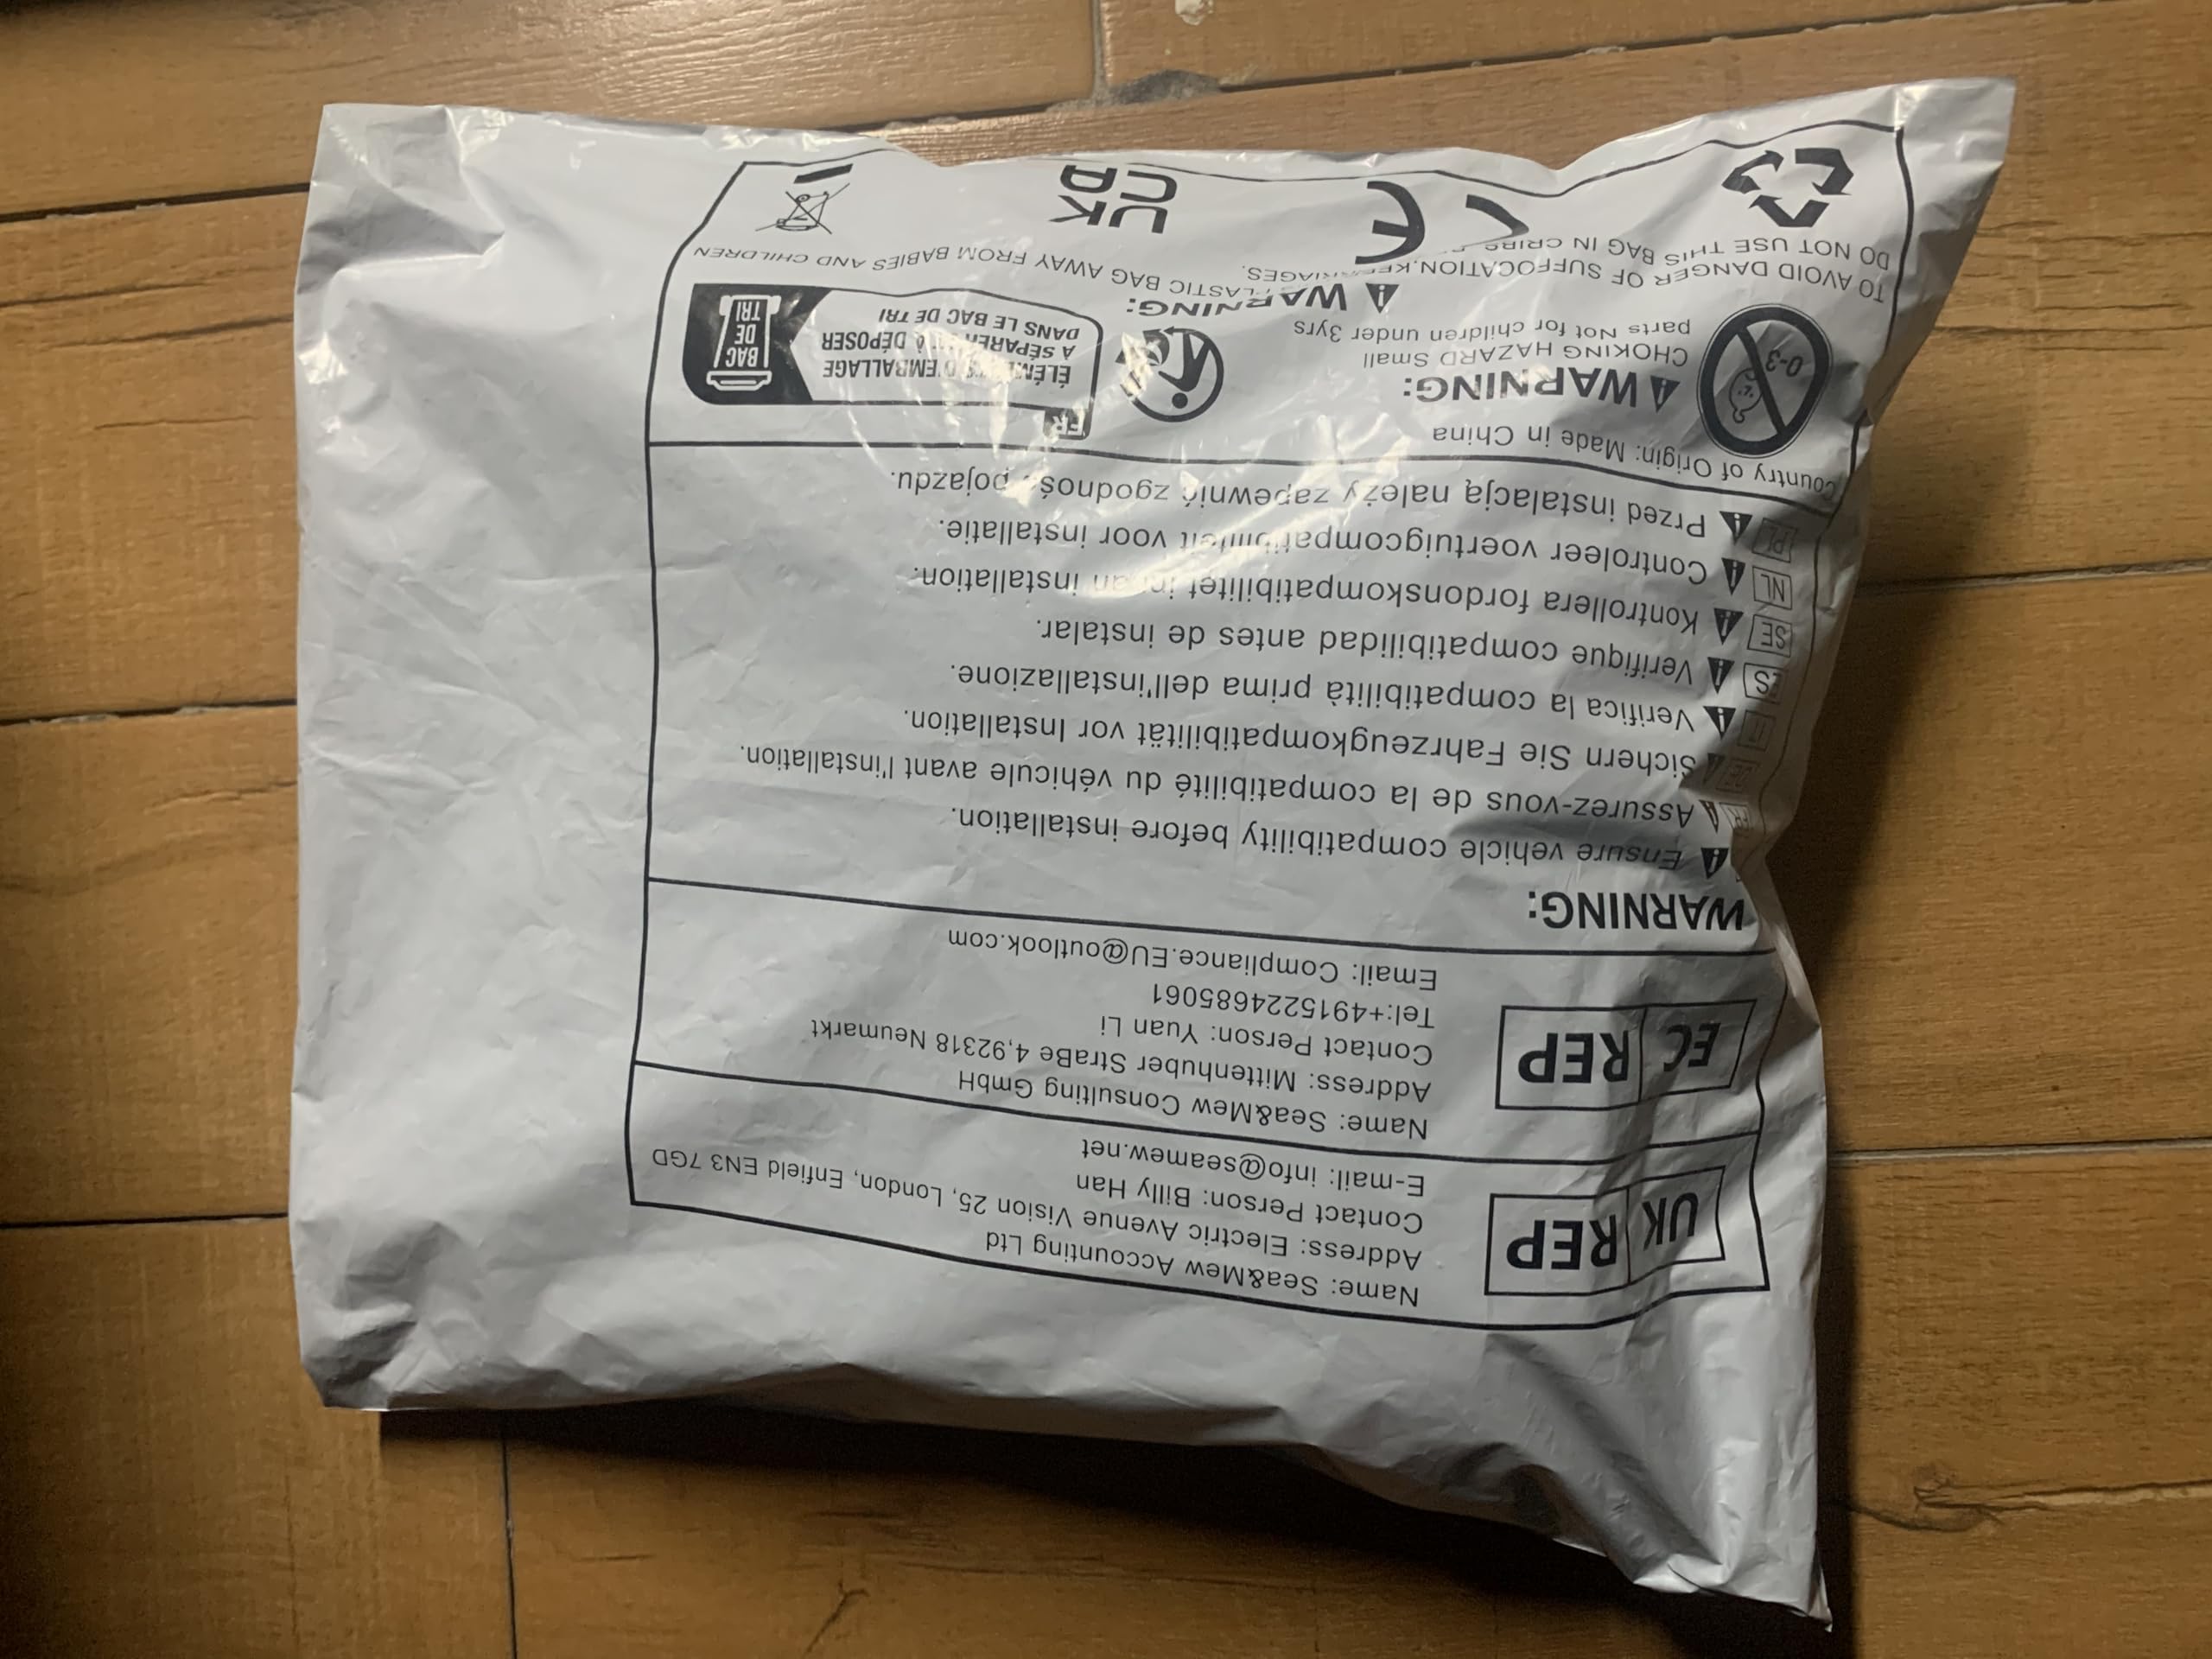 UK REP
Name: Sea&Mew Accounting Ltd
Address: Electric Avenue Vision 25, London, Enfield EN3 7GD
Contact Person: Billy Han
E-mail: info@seamew.net
EC REP
Name: Sea&Mew Consulting GmbH
Address: Mittenhuber StraBe 4,92318 Neumarkt
Contact Person: Yuan Li
Tel:+4915224685061
Email: Compliance.EU@outlook.com
WARNING:
Ensure vehicle compatibility before installation.
FR Assurez-vous de la compatibilité du véhicule avant l'installation.
Sichern Sie Fahrzeugkompatibilität vor Installation.
Verifica la compatibilità prima dell'installazione.
ES Verifique compatibilidad antes de instalar.
SE Kontrollera fordonskompatibilitet installation.
NL Controleer voertuigcompatibiliteit voor installatie.
PL Przed instalacją należy zapewnić zgodność pojazdu.
Country of Origin: Made in China
0-3
WARNING:
CHOKING HAZARD Small
parts Not for children under 3yrs
FR
ÉLÉMENTS D'EMBALLAGE
À SÉPARER ET À DÉPOSER
DANS LE BAC DE TRI
BAC
DE
TRI
WARNING:
TO AVOID DANGER OF SUFFOCATION. PLASTIC BAG AWAY FROM BABIES AND CHILDREN
DO NOT USE THIS BAG IN CRIBS
CE
UK
CA